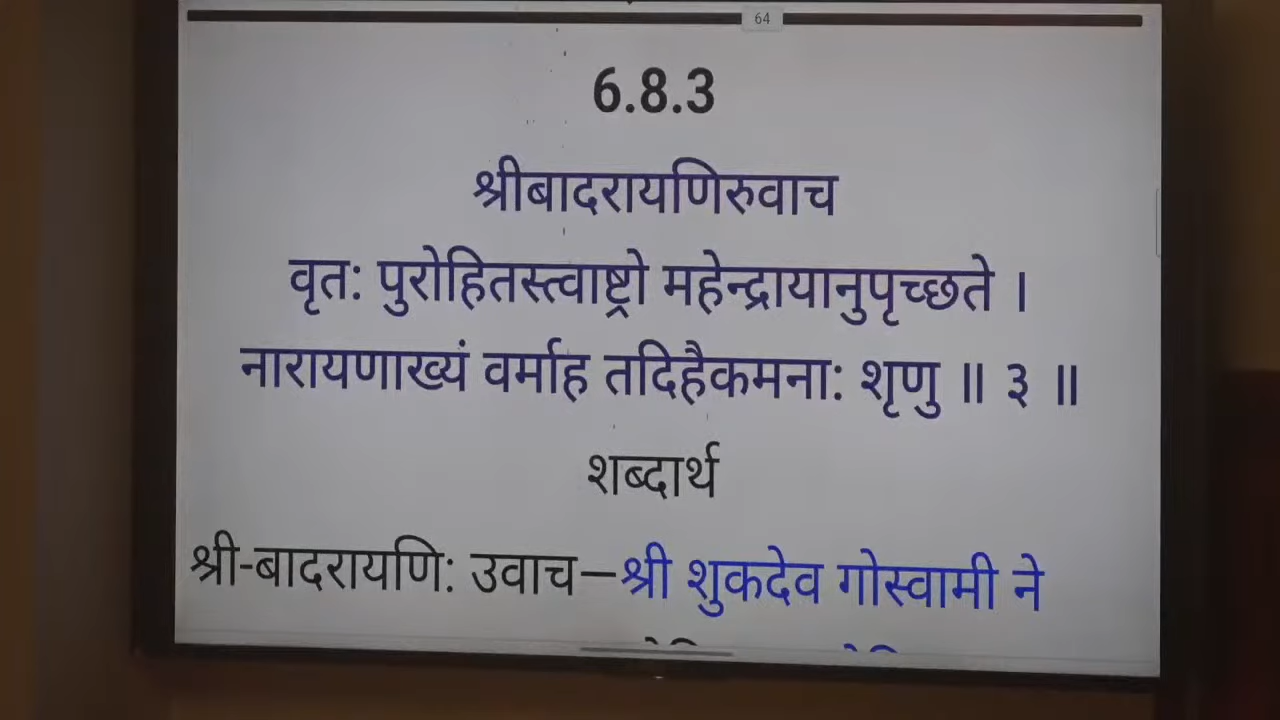 64
6.8.3
श्रीबादरायणिरुवाच
वृत: पुरोहितस्त्वाष्ट्रो महेन्द्रायानुपृच्छते ।
नारायणाख्यं वर्माह तदिहैकमना: शृणु ॥ ३ ॥
शब्दार्थ
श्री-बादरायणि: उवाच—श्री शुकदेव गोस्वामी ने